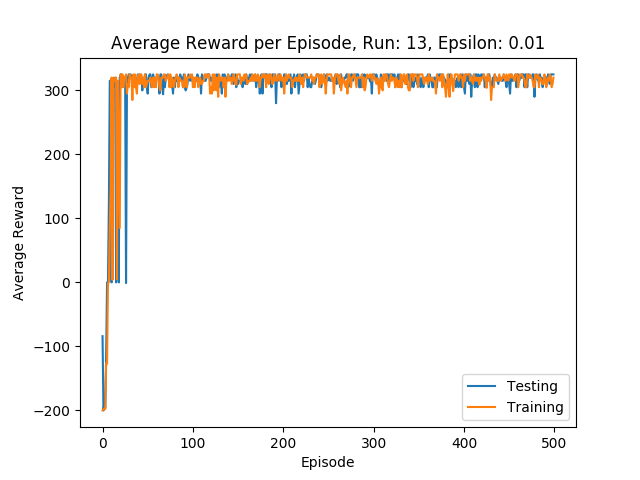 Average Reward per Episode, Run: 13, Epsilon: 0.01
Average Reward
300
200
100
0
−100
−200
0
100
200
300
400
500
Episode
Testing
Training